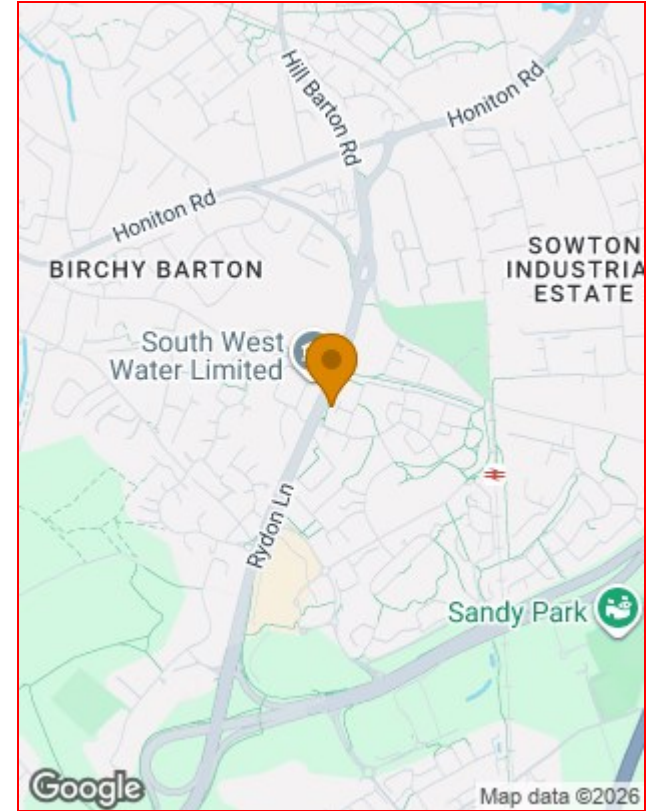 Hill Barton Rd
Honiton Rd
Honiton Rd
BIRCHY BARTON
SOWTON
INDUSTRIA
ESTATE
South West
Water Limited
Rydon Ln
Sandy Park
Google
Map data ©2026